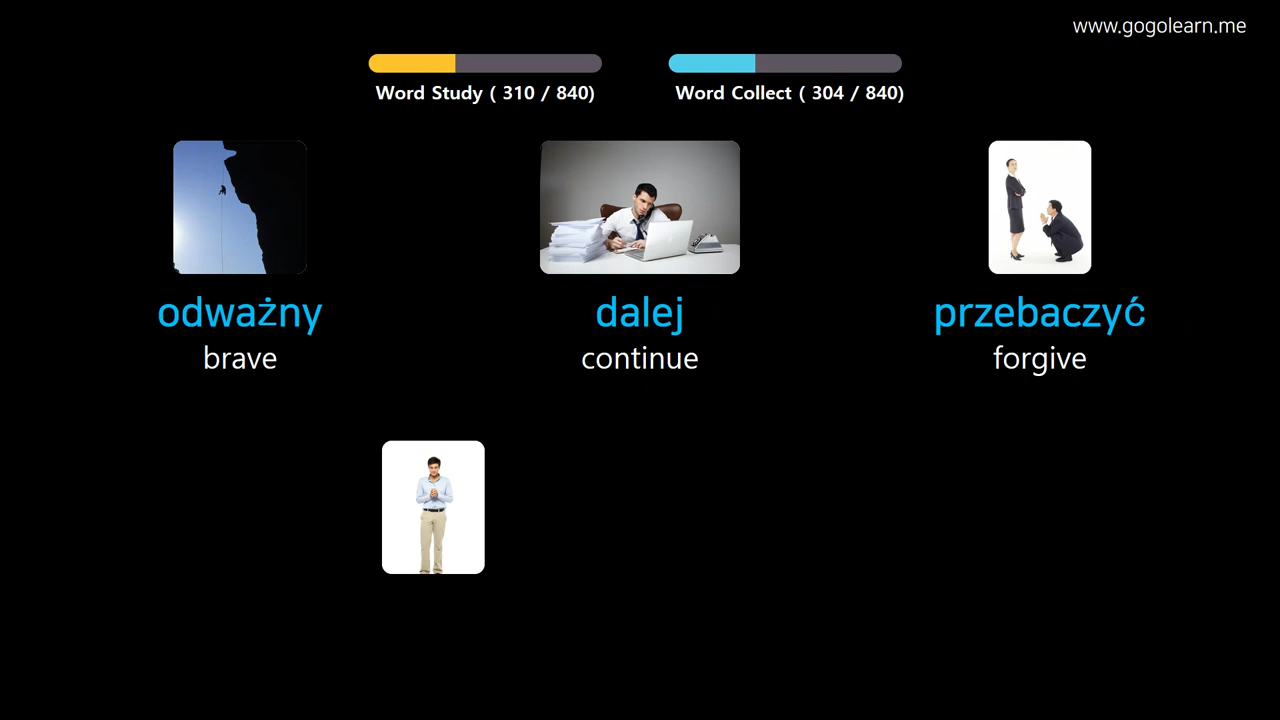 www.gogolearn.me
Word Study ( 310 / 840)
Word Collect ( 304 / 840)
odważny
brave
dalej
continue
przebaczyć
forgive